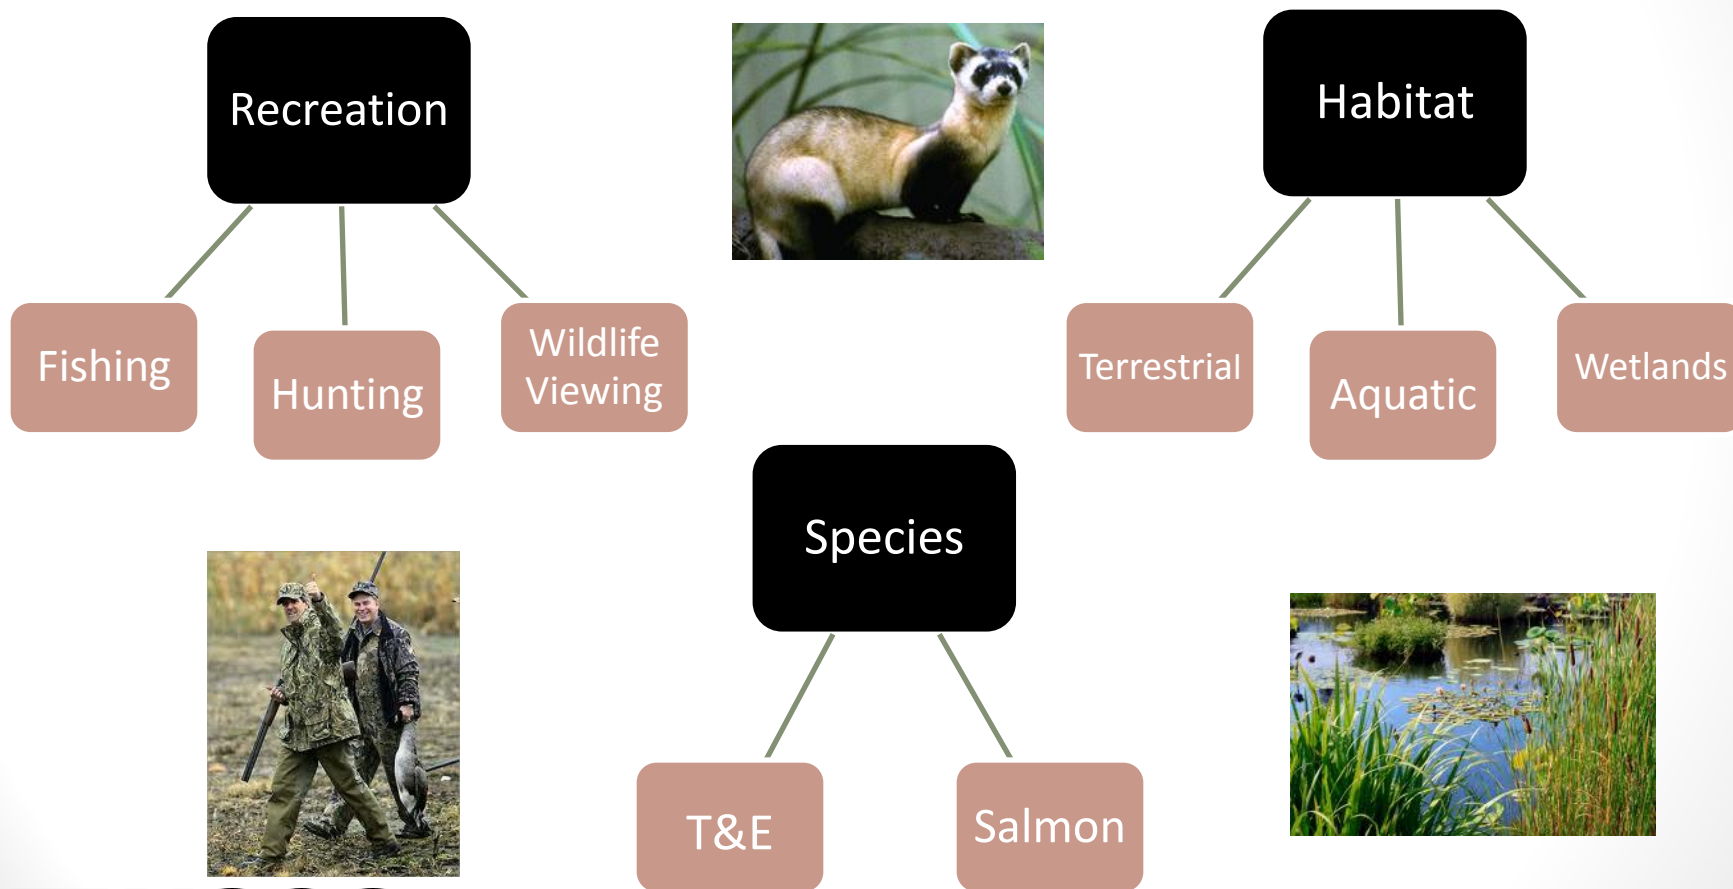 Recreation
Fishing
Hunting
Wildlife
Viewing
Habitat
Terrestrial
Aquatic
Wetlands
Species
T&E
Salmon